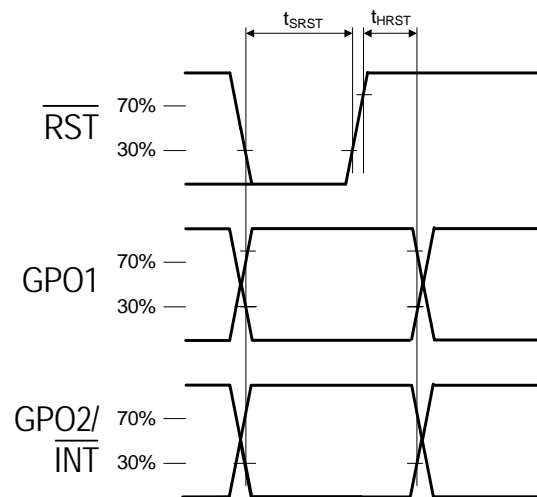 tSRST tHRST
RST 70%
30%
GPO1 70%
30%
GPO2/ 70%
INT 30%